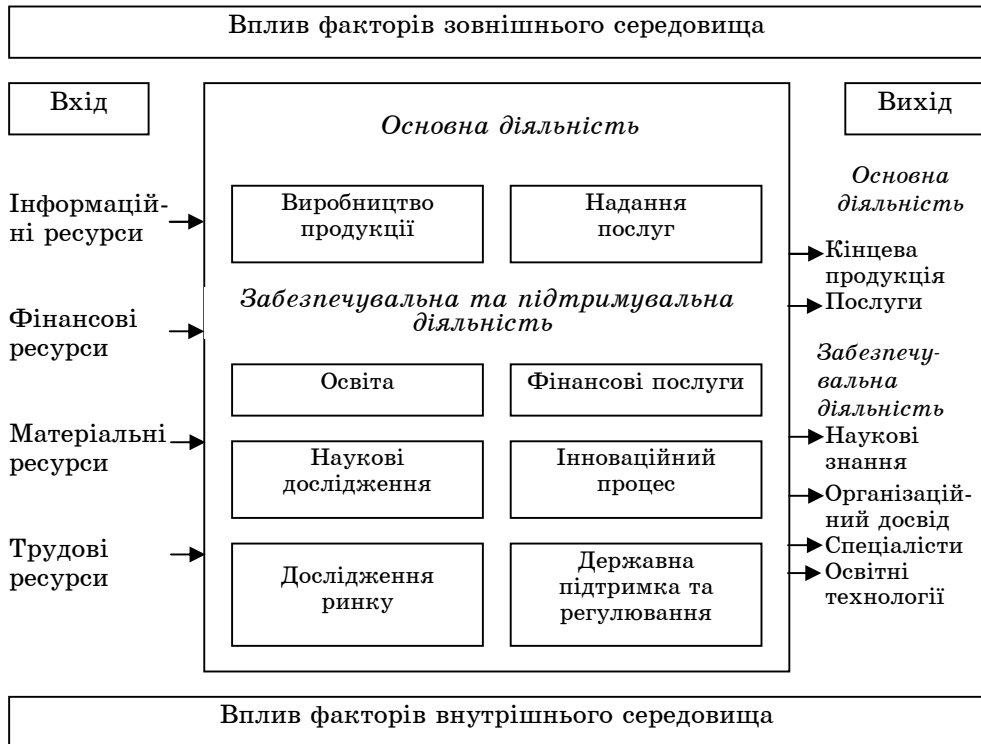 Вплив факторів зовнішнього середовища
Вхід
Інформацій-
ні ресурси
Фінансові
ресурси
Матеріальні
ресурси
Трудові
ресурси
Основна діяльність
Виробництво
продукції
Надання
послуг
Забезпечувальна та підтримувальна
діяльність
Освіта
Фінансові послуги
Наукові
дослідження
Інноваційний
процес
Дослідження
ринку
Державна
підтримка та
регулювання
Вихід
Основна
діяльність
Кінцева
продукція
Послуги
Забезпечу-
вальна
діяльність
Наукові
знання
Організацій-
ний досвід
Спеціалісти
Освітні
технології
Вплив факторів внутрішнього середовища